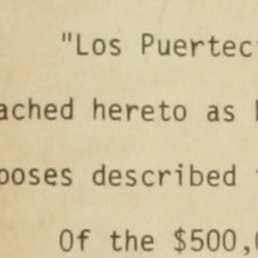 "Los Puertec
ached hereto as
poses described
Of the $500,